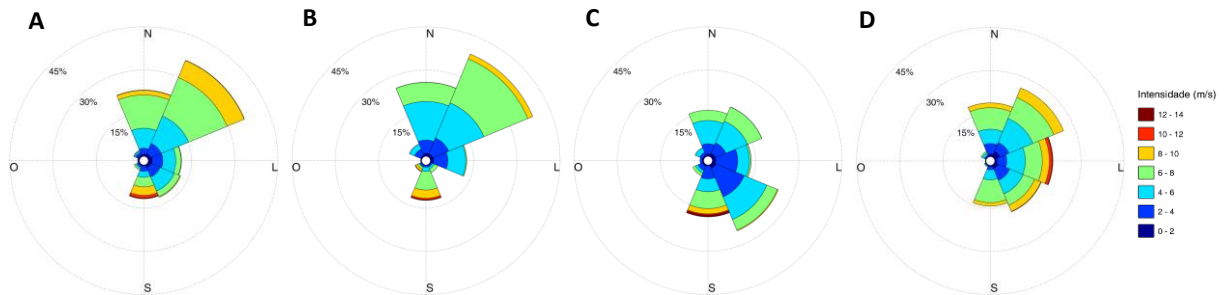 A
N
45%
30%
15%
O
L
S
B
N
45%
30%
15%
O
L
S
C
N
45%
30%
15%
O
L
S
D
N
45%
30%
15%
O
L
S
Intensidade (m/s)
12 - 14
10 - 12
8 - 10
6 - 8
4 - 6
2 - 4
0 - 2